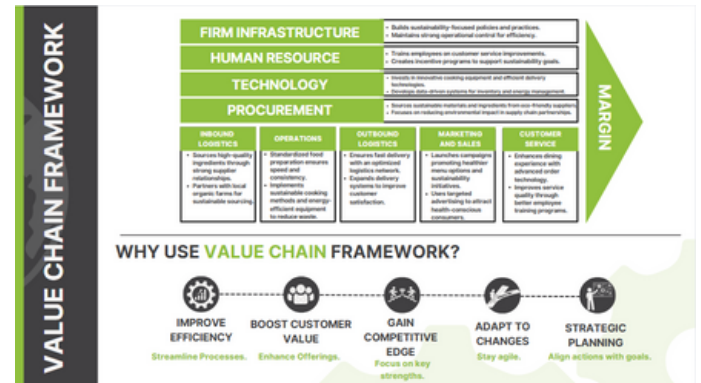 VALUE CHAIN FRAMEWORK
FIRM INFRASTRUCTURE
• Builds sustainability-focused policies and practices.
• Maintains strong operational control for efficiency.
HUMAN RESOURCE
• Trains employees on customer service improvements.
• Creates incentive programs to support sustainability goals.
TECHNOLOGY
• Invests in innovative cooking equipment and efficient delivery
technologies.
• Develops data-driven systems for inventory and energy management.
PROCUREMENT
• Sources sustainable materials and ingredients from eco-friendly suppliers
• Focuses on reducing environmental impact in supply chain partnerships.
MARGIN
INBOUND
LOGISTICS
• Sources high-quality
ingredients through
strong supplier
relationships.
• Partners with local
organic farms for
sustainable sourcing.
OPERATIONS
• Standardized food
preparation ensures
speed and
consistency.
• Implements
sustainable cooking
methods and energy-
efficient equipment
to reduce waste.
OUTBOUND
LOGISTICS
• Ensures fast delivery
with an optimized
logistics network.
• Expands delivery
systems to improve
customer
satisfaction.
MARKETING
AND SALES
• Launches campaigns
promoting healthier
menu options and
sustainability
initiatives.
• Uses targeted
advertising to attract
health-conscious
consumers.
CUSTOMER
SERVICE
• Enhances dining
experience with
advanced order
technology.
• Improves service
quality through
better employee
training programs.
WHY USE VALUE CHAIN FRAMEWORK?
IMPROVE
EFFICIENCY
Streamline Processes.
BOOST CUSTOMER
VALUE
Enhance Offerings.
GAIN
COMPETITIVE
EDGE
Focus on key
strengths.
ADAPT TO
CHANGES
Stay agile.
STRATEGIC
PLANNING
Align actions with goals.